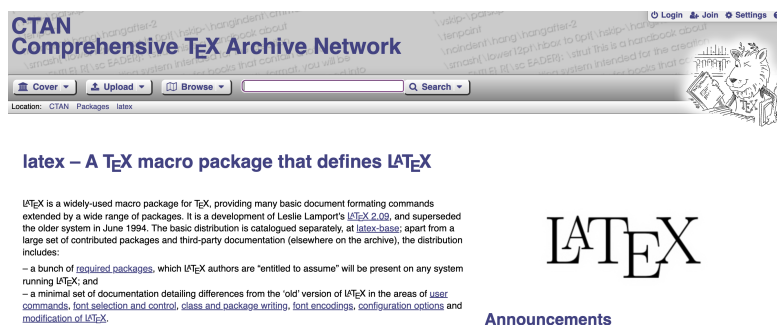 Login Join Settings
CTAN
Comprehensive TEX Archive Network
Cover Upload Browse Search
Location: CTAN Packages latex
latex – A TEX macro package that defines LATEX
LATEX is a widely-used macro package for TEX, providing many basic document formating commands
extended by a wide range of packages. It is a development of Leslie Lamport's LATEX 2.09, and superseded
the older system in June 1994. The basic distribution is catalogued separately, at latex-base; apart from a
large set of contributed packages and third-party documentation (elsewhere on the archive), the distribution
includes:
– a bunch of required packages, which LATEX authors are “entitled to assume” will be present on any system
running LATEX; and
– a minimal set of documentation detailing differences from the ‘old’ version of LATEX in the areas of user
commands, font selection and control, class and package writing, font encodings, configuration options and
modification of LATEX.
LATEX
Announcements